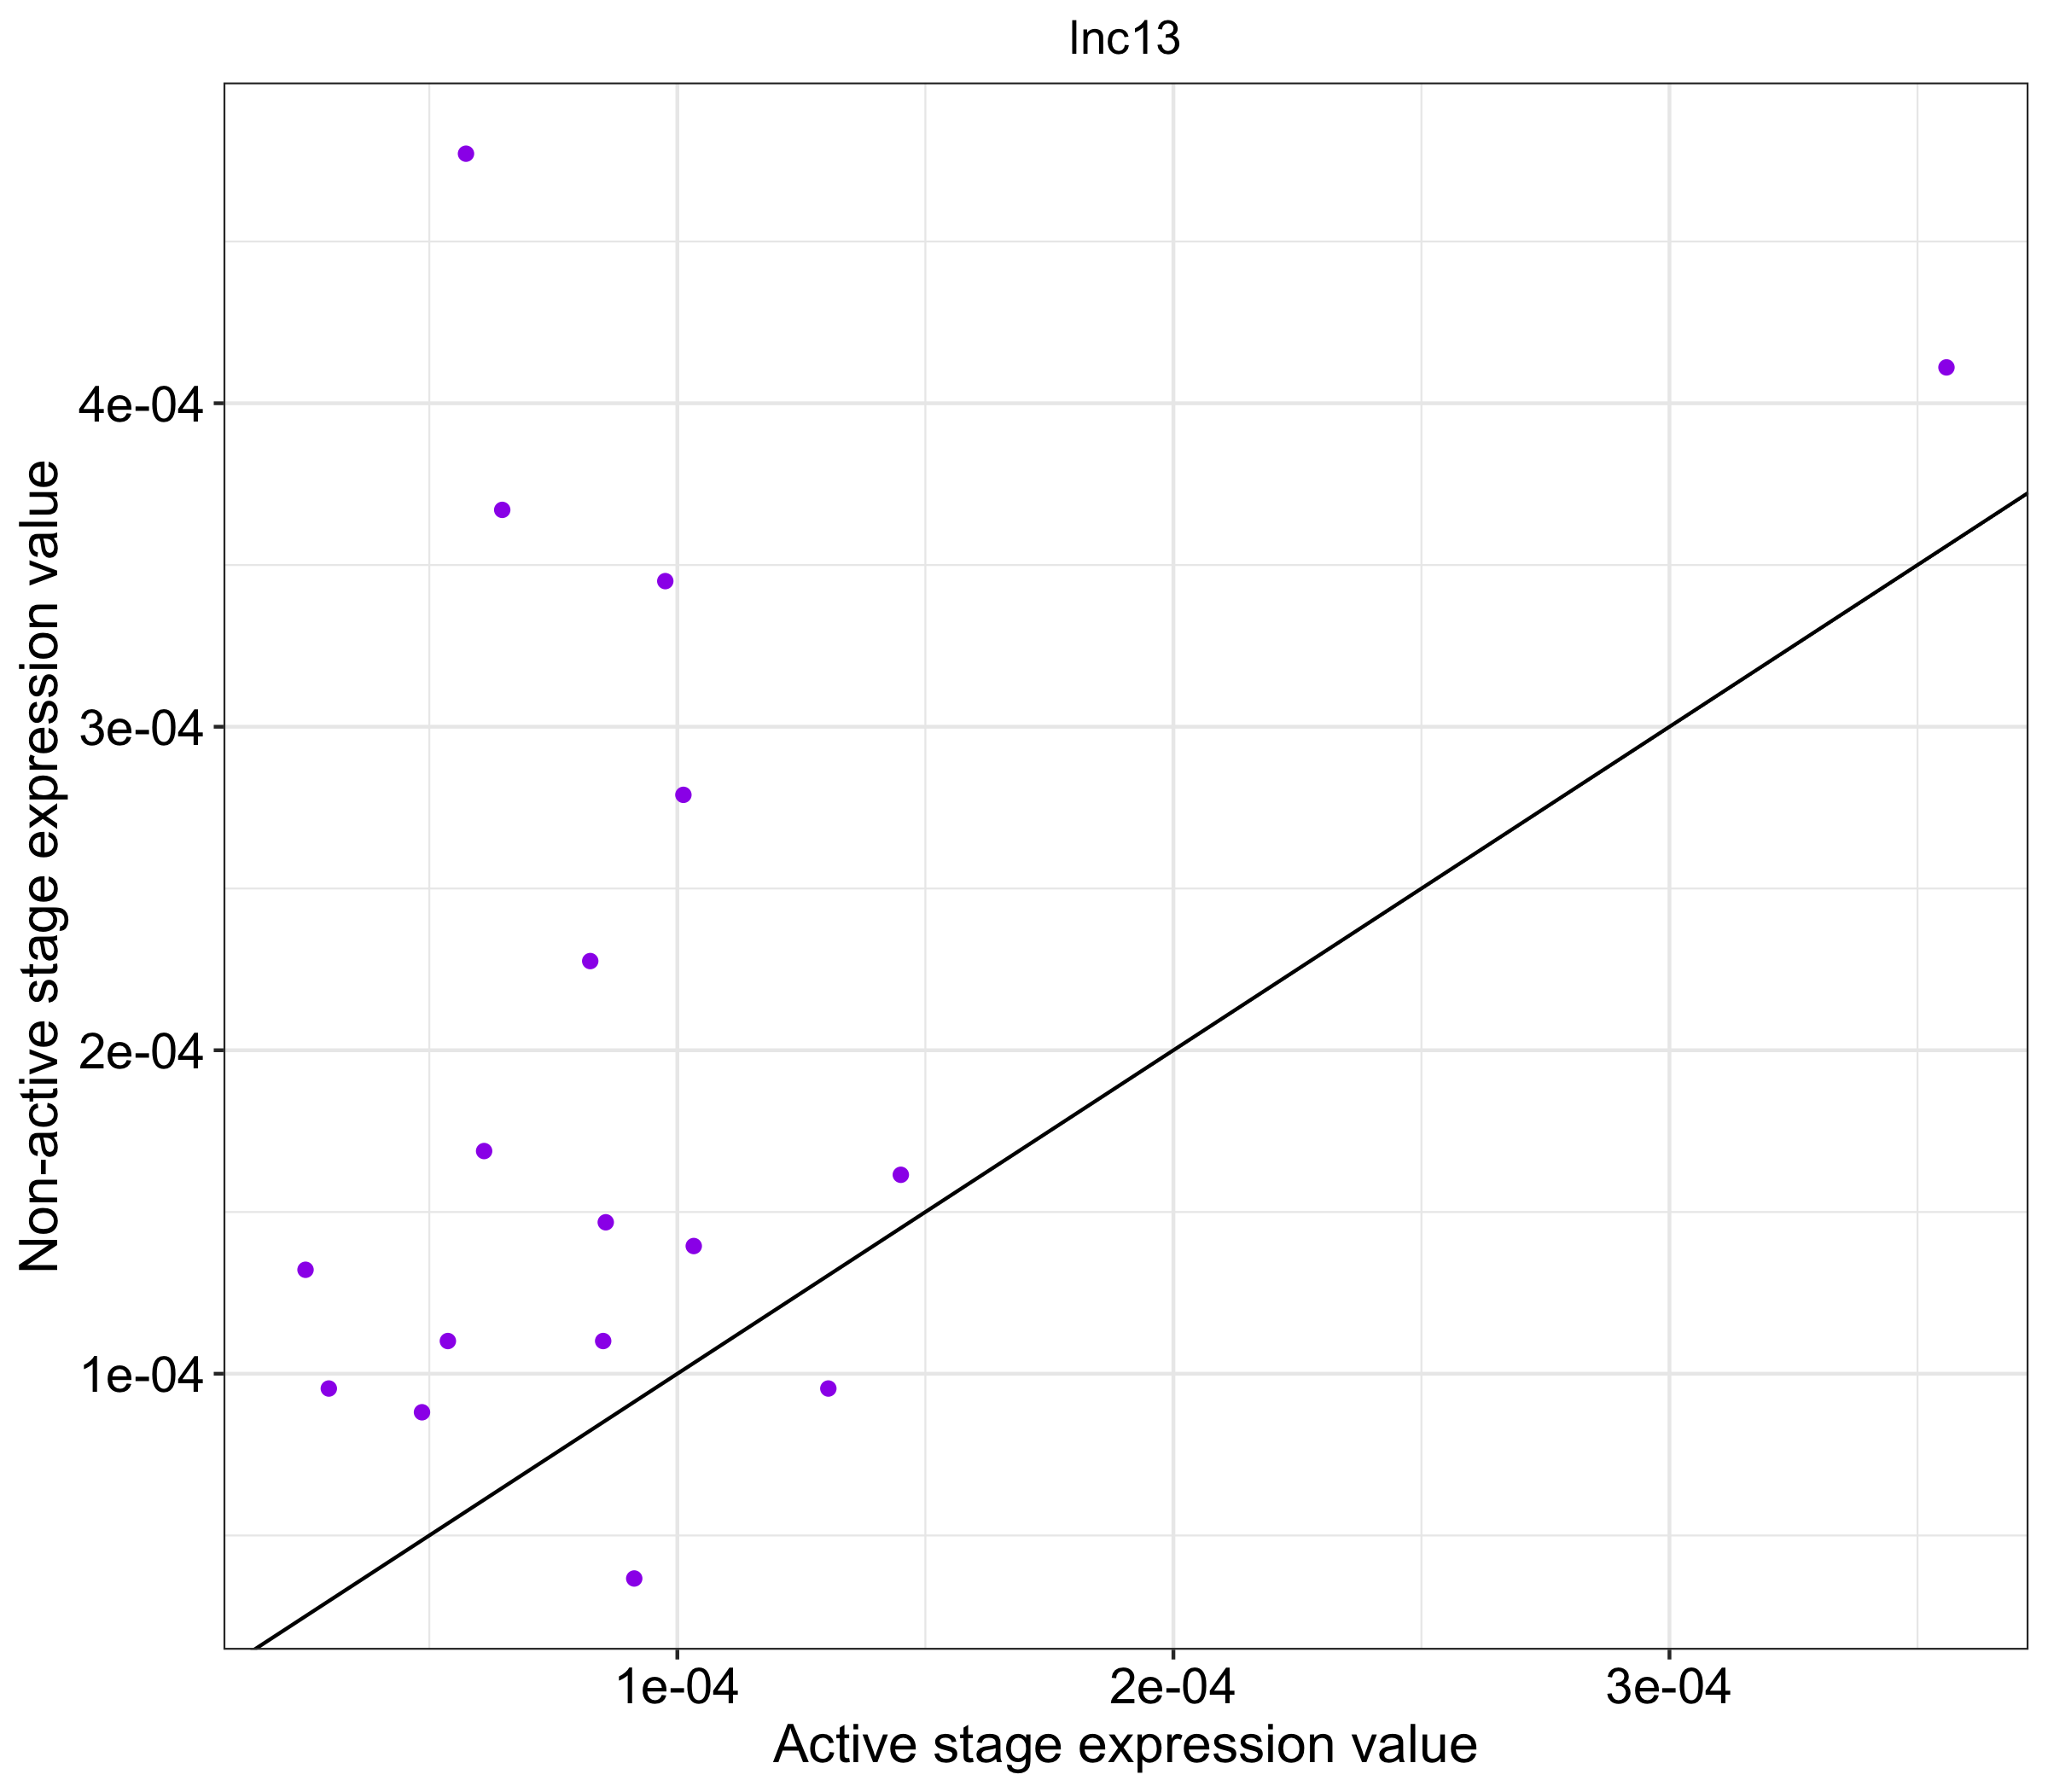 lnc13
Non-active stage expression value
4e-04
3e-04
2e-04
1e-04
1e-04 2e-04 3e-04
Active stage expression value